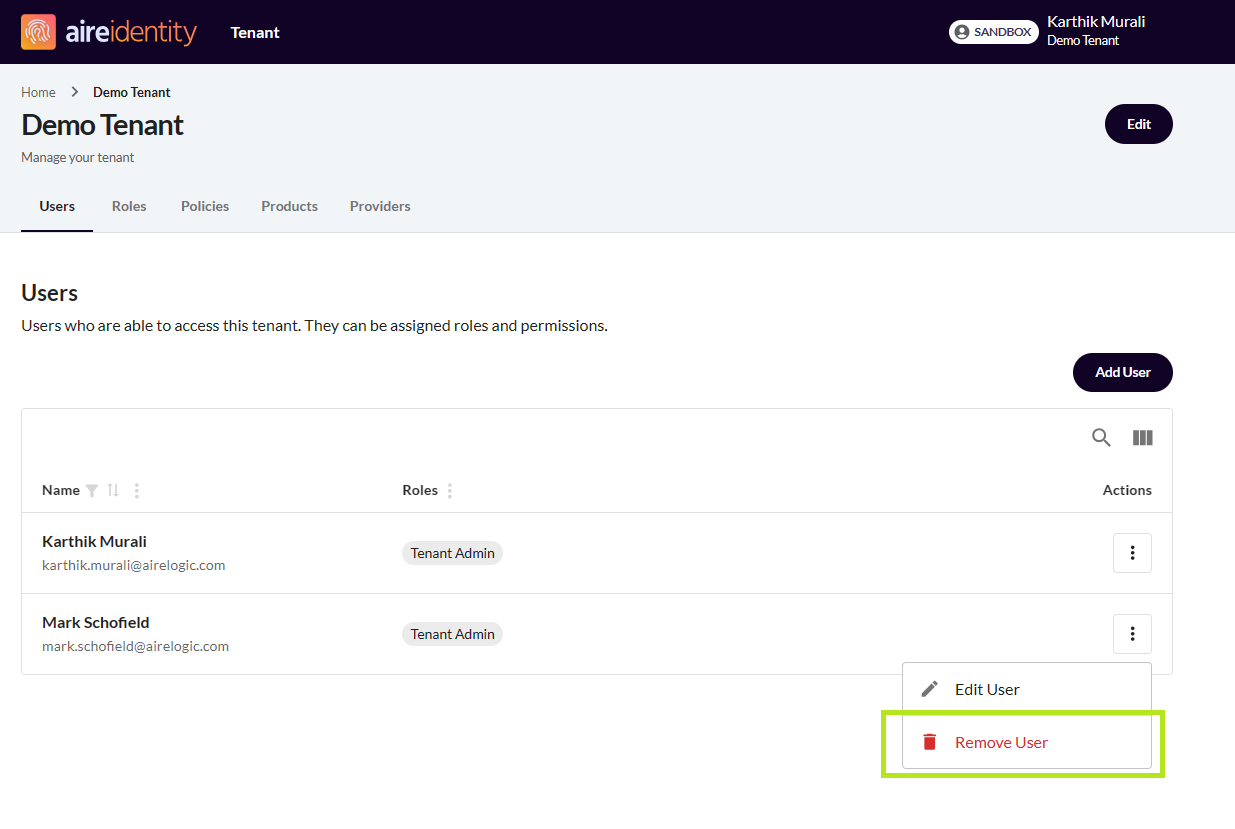 aireidentity Tenant SANDBOX Karthik Murali
Demo Tenant
Home Demo Tenant
Demo Tenant
Edit
Manage your tenant
Users Roles Policies Products Providers
Users
Users who are able to access this tenant. They can be assigned roles and permissions.
Add User
Name Roles Actions
Karthik Murali
karthik.murali@airelogic.com
Tenant Admin
Mark Schofield
mark.schofield@airelogic.com
Tenant Admin
Edit User
Remove User